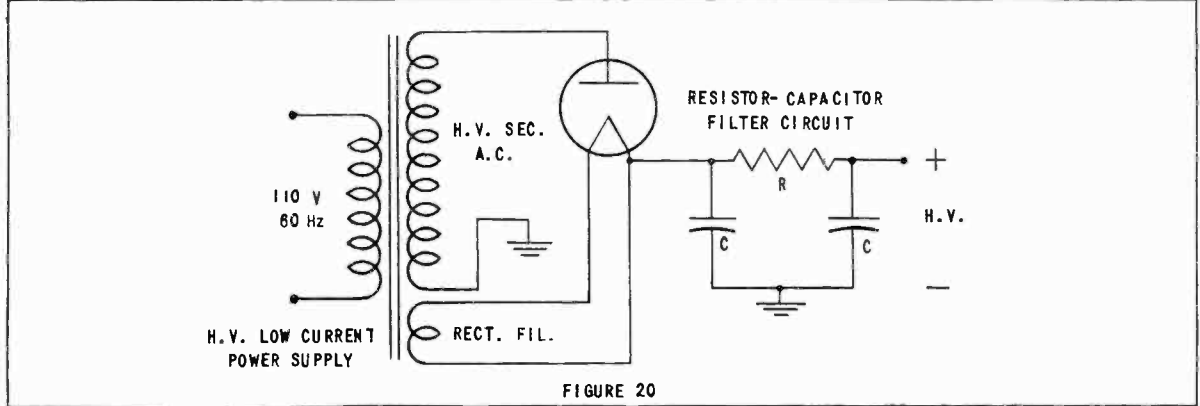 RESISTOR-CAPACITOR
FILTER CIRCUIT
H.V. SEC.
A.C.
+
R
110 V
60 Hz
H.V.
C
C
—
H.V. LOW CURRENT
POWER SUPPLY
RECT. FIL.
FIGURE 20